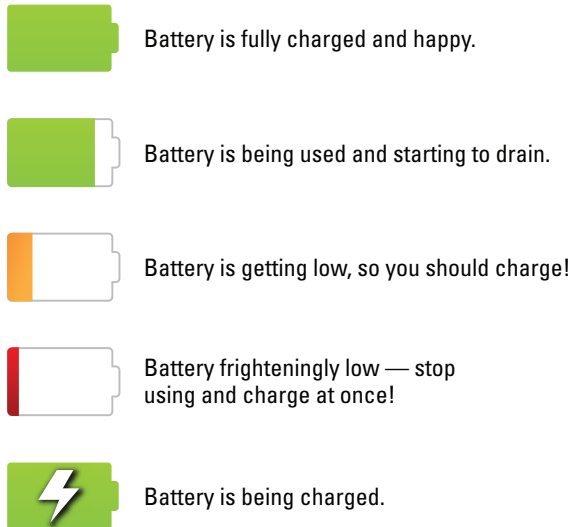 Battery is fully charged and happy.
Battery is being used and starting to drain.
Battery is getting low, so you should charge!
Battery frighteningly low — stop
using and charge at once!
Battery is being charged.